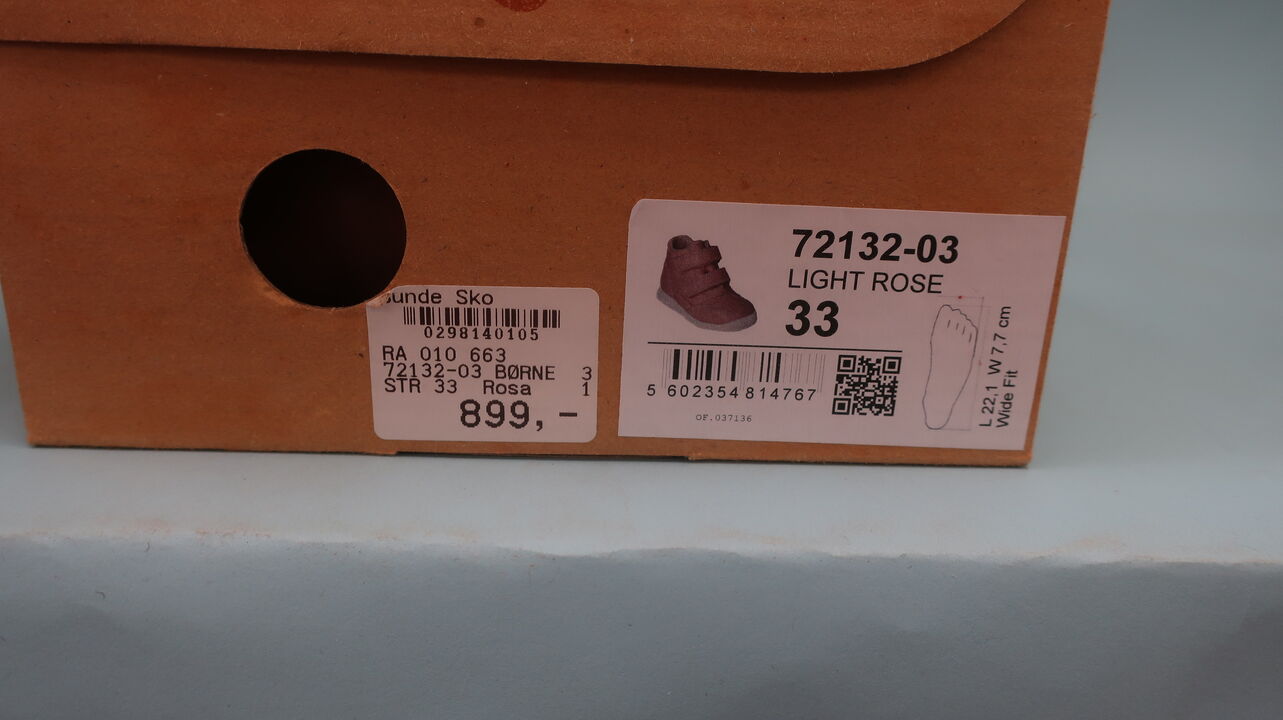 Sko
0298140105
RA 010 663
72132-03 BØRNE 3
STR 33 Rosa 1
899,-
72132-03
LIGHT ROSE
33
5 602354 814767
OF.037136
L 22,1 W 7,7 cm
Wide Fit